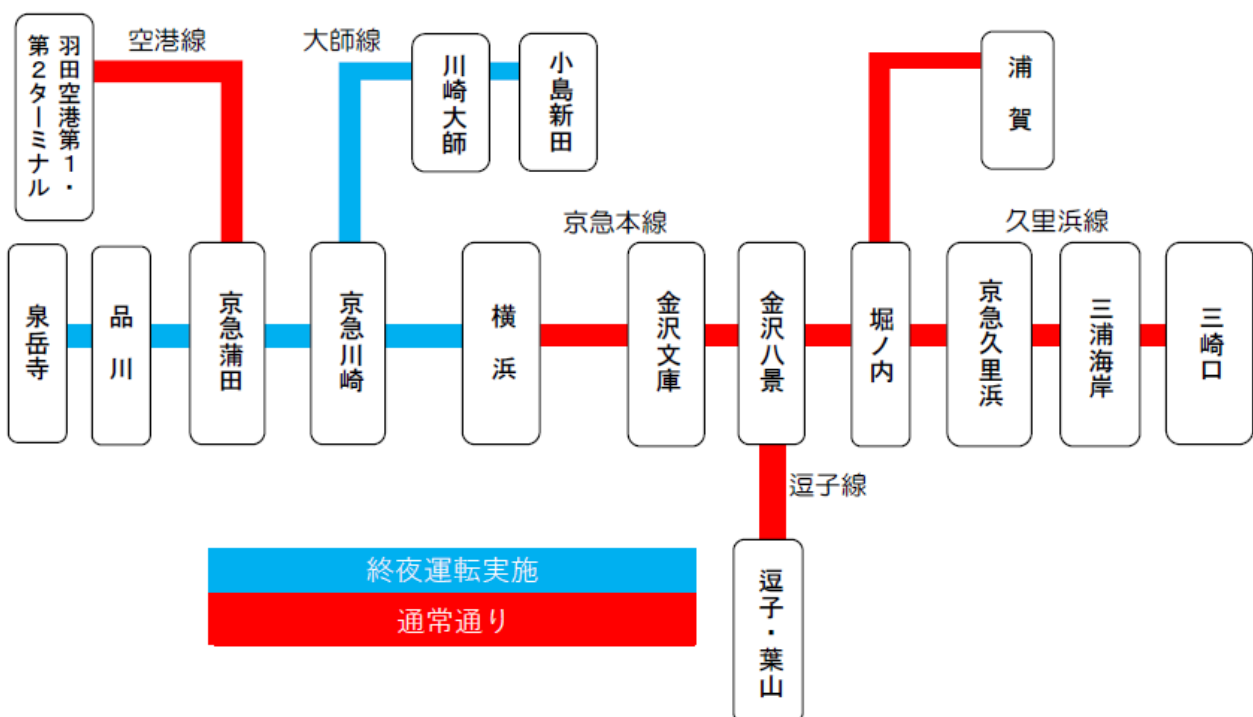 空港線
大師線
羽田空港第1・
第2ターミナル
川崎大師
小島新田
浦賀
京急本線
久里浜線
泉岳寺
品川
京急蒲田
京急川崎
横浜
金沢文庫
金沢八景
堀ノ内
京急久里浜
三浦海岸
三崎口
逗子線
終夜運転実施
通常通り
逗子・葉山